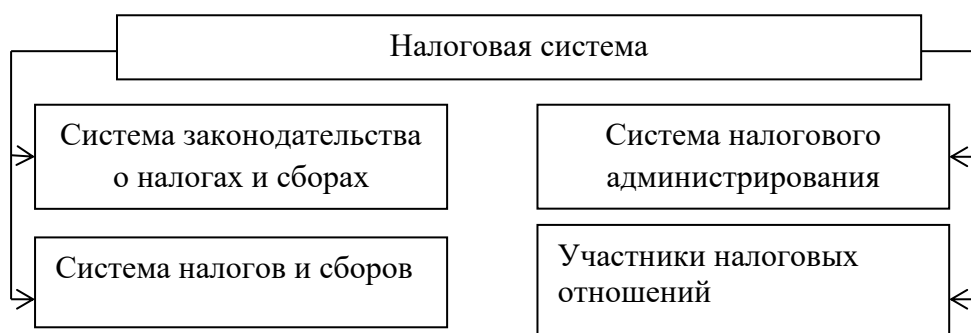 Налоговая система
Система законодательства
о налогах и сборах
Система налогового
администрирования
Система налогов и сборов
Участники налоговых
отношений